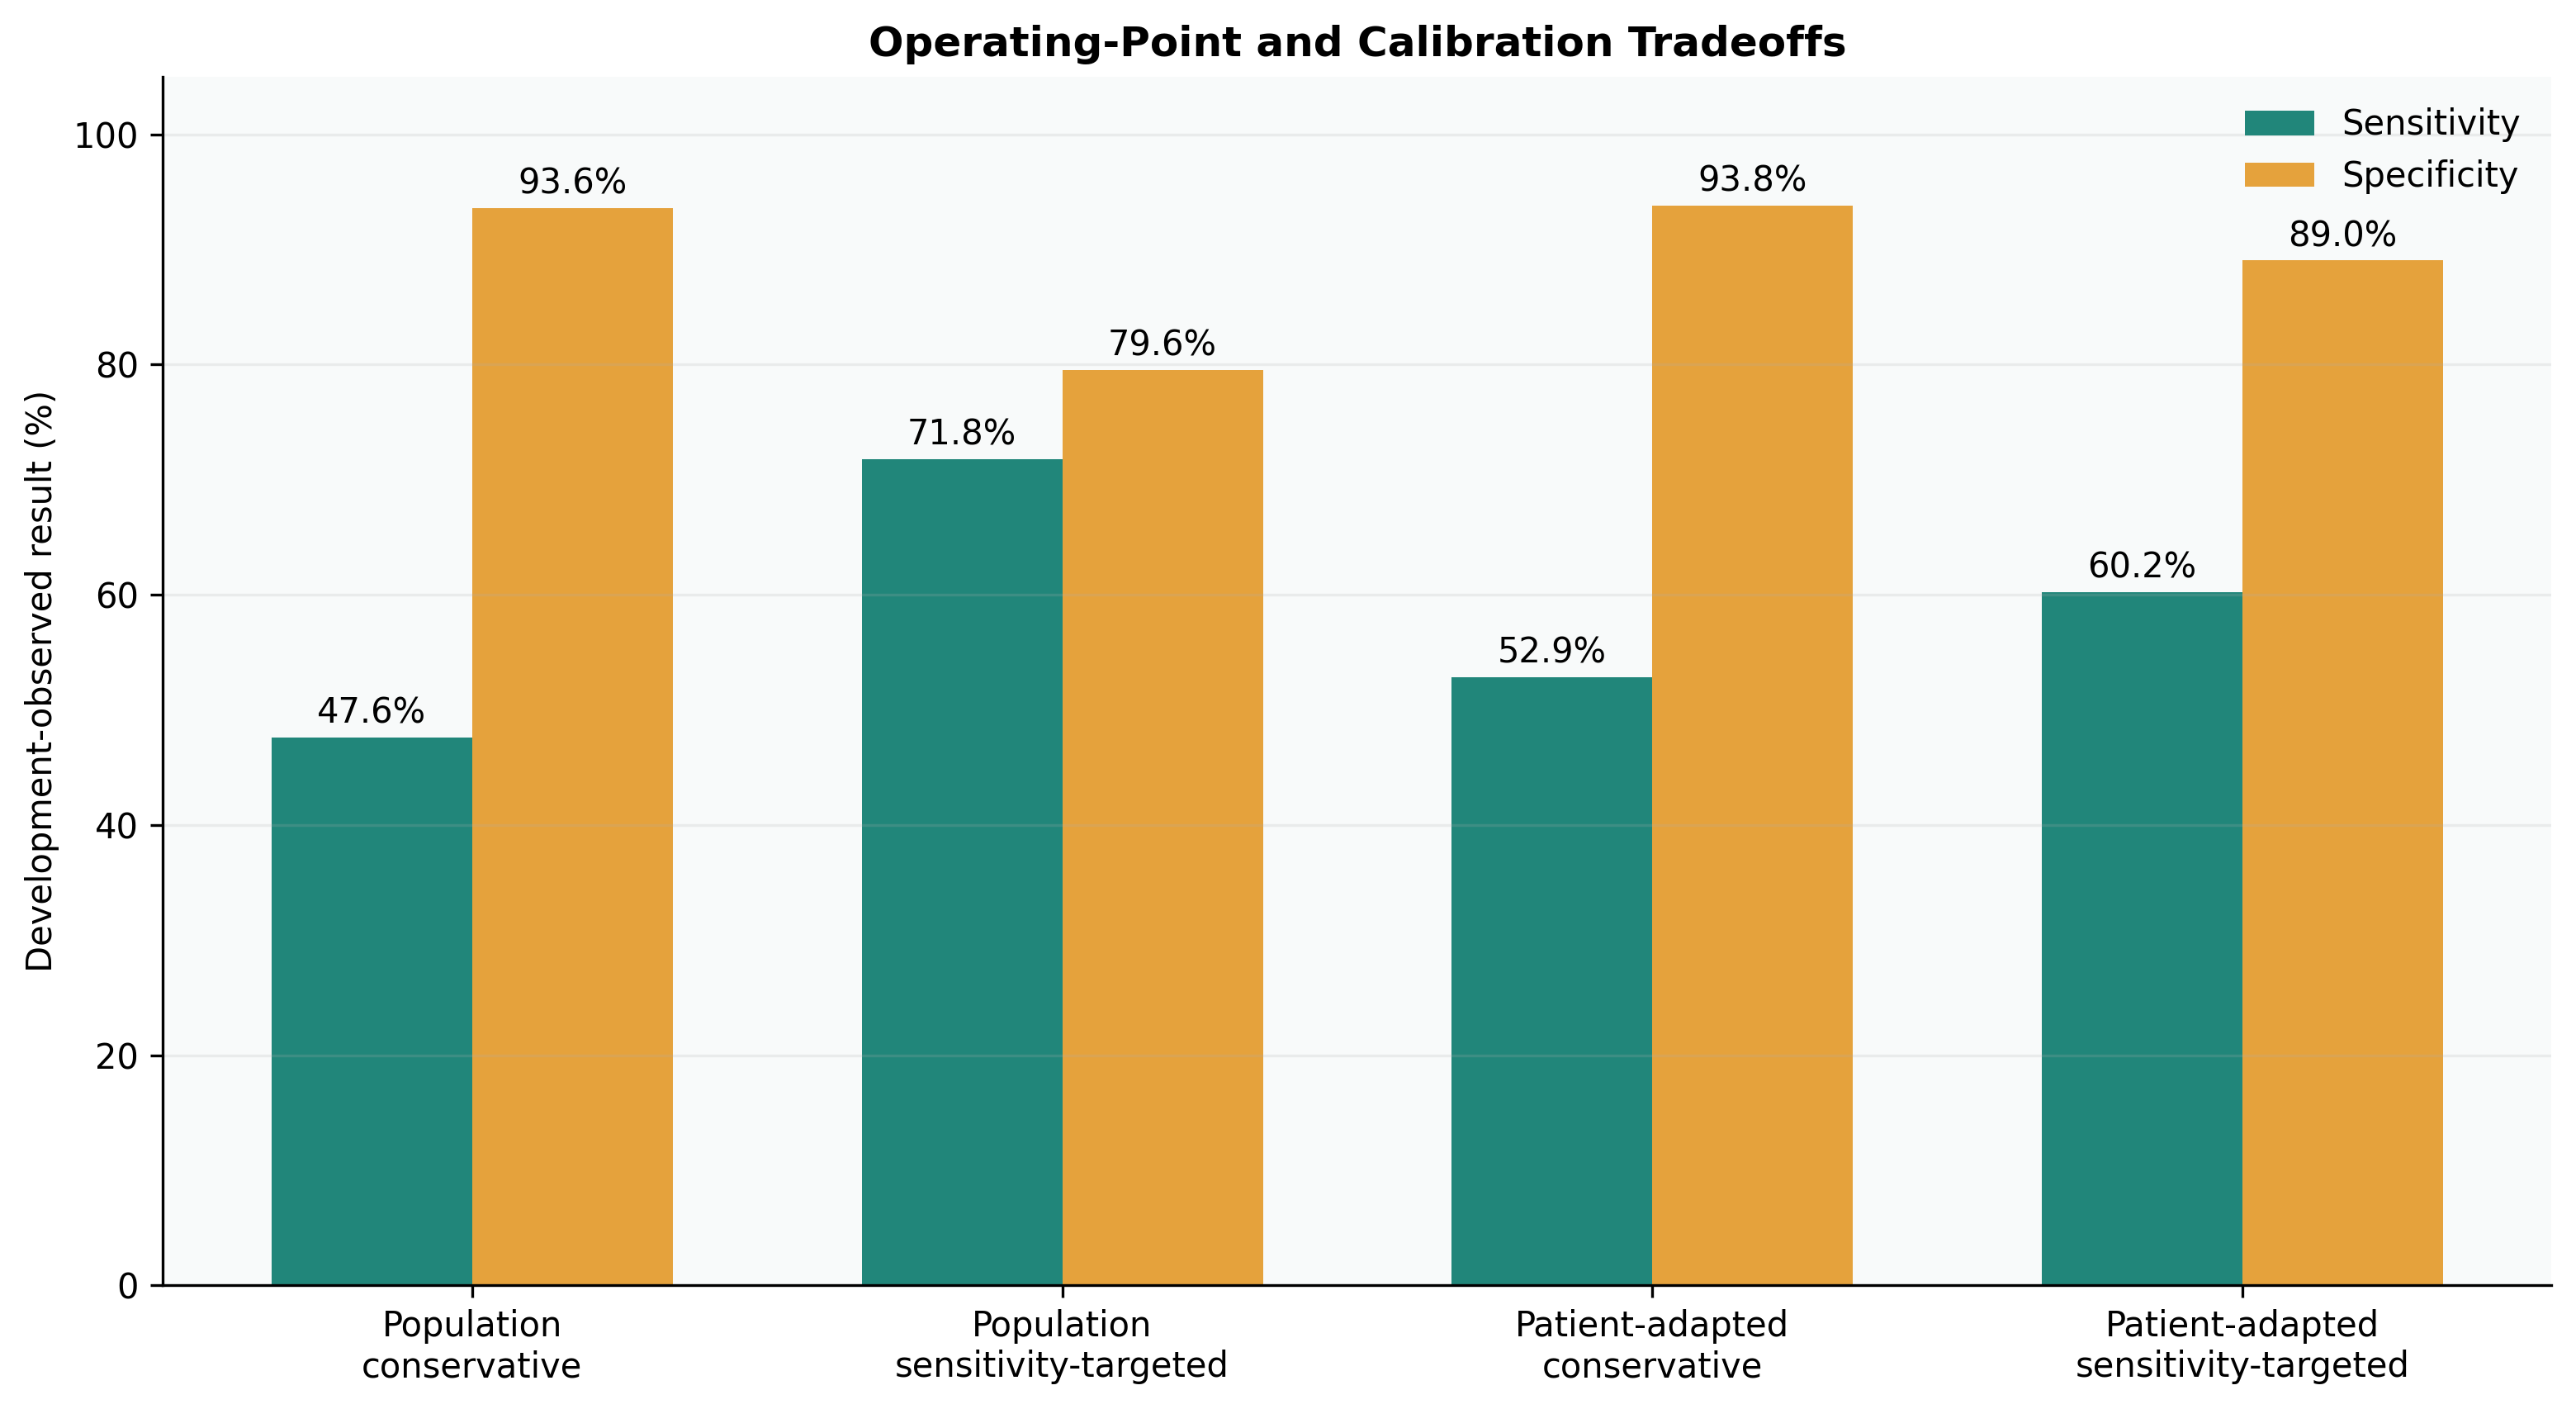 Operating-Point and Calibration Tradeoffs
Development-observed result (%)
100
80
60
40
20
0
Sensitivity
Specificity
47.6%
93.6%
71.8%
79.6%
52.9%
93.8%
60.2%
89.0%
Population
conservative
Population
sensitivity-targeted
Patient-adapted
conservative
Patient-adapted
sensitivity-targeted